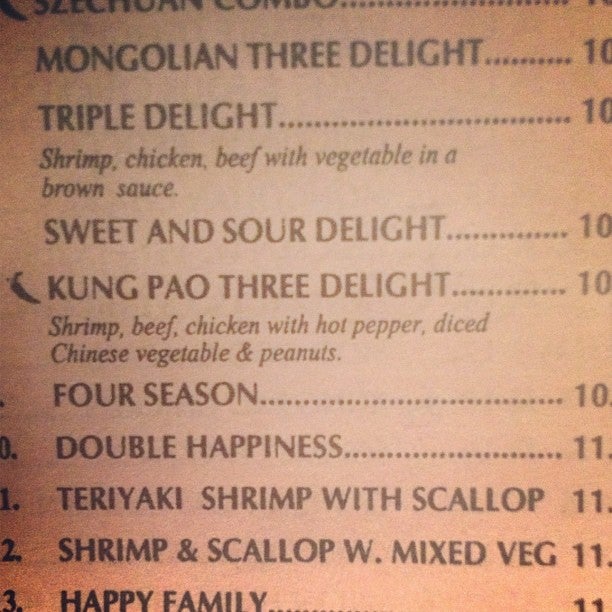 SZECHUAN COMBO..........................
MONGOLIAN THREE DELIGHT.......... 10
TRIPLE DELIGHT................................ 10
Shrimp, chicken, beef with vegetable in a
brown sauce.
SWEET AND SOUR DELIGHT.............. 10
KUNG PAO THREE DELIGHT............. 10
Shrimp, beef, chicken with hot pepper, diced
Chinese vegetable & peanuts.
. FOUR SEASON.................................. 10.
0. DOUBLE HAPPINESS........................ 11.
1. TERIYAKI SHRIMP WITH SCALLOP 11.
2. SHRIMP & SCALLOP W. MIXED VEG 11.
3. HAPPY FAMILY................................ 11